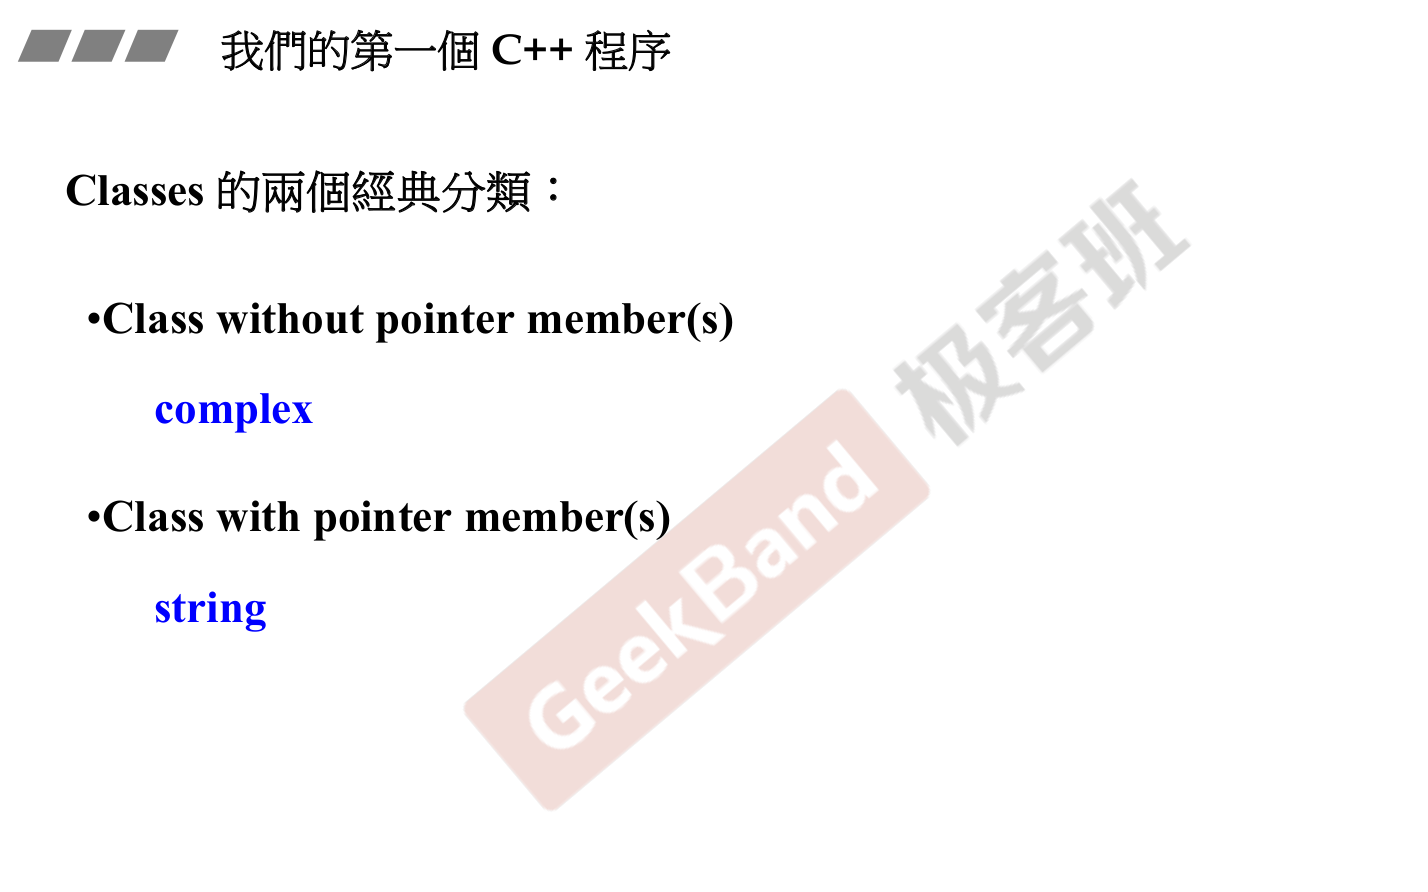 我們的第一個 C++ 程序
Classes 的兩個經典分類：
•Class without pointer member(s)
complex
•Class with pointer member(s)
string
GeekBand 极客班